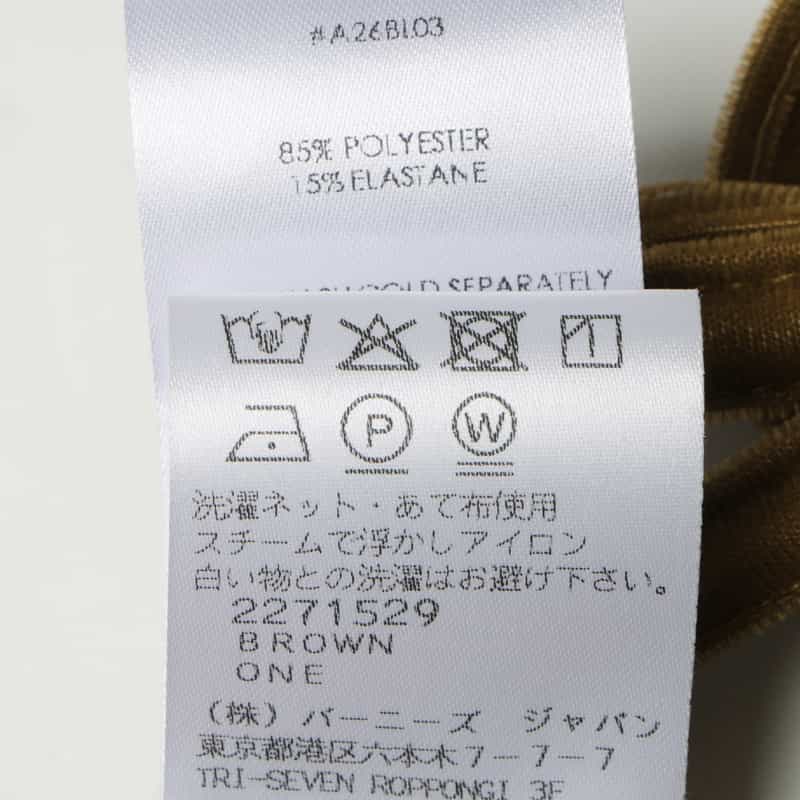 #A26BL03
85% POLYESTER
15% ELASTANE
COLD SEPARATELY
P W
洗濯ネット・あて布使用
スチームで浮かしアイロン
白い物との洗濯はお避け下さい。
2271529
BROWN
ONE
(株)バーニーズ ジャパン
東京都港区六本木7-7-7
TRI-SEVEN ROPPONGI 3F